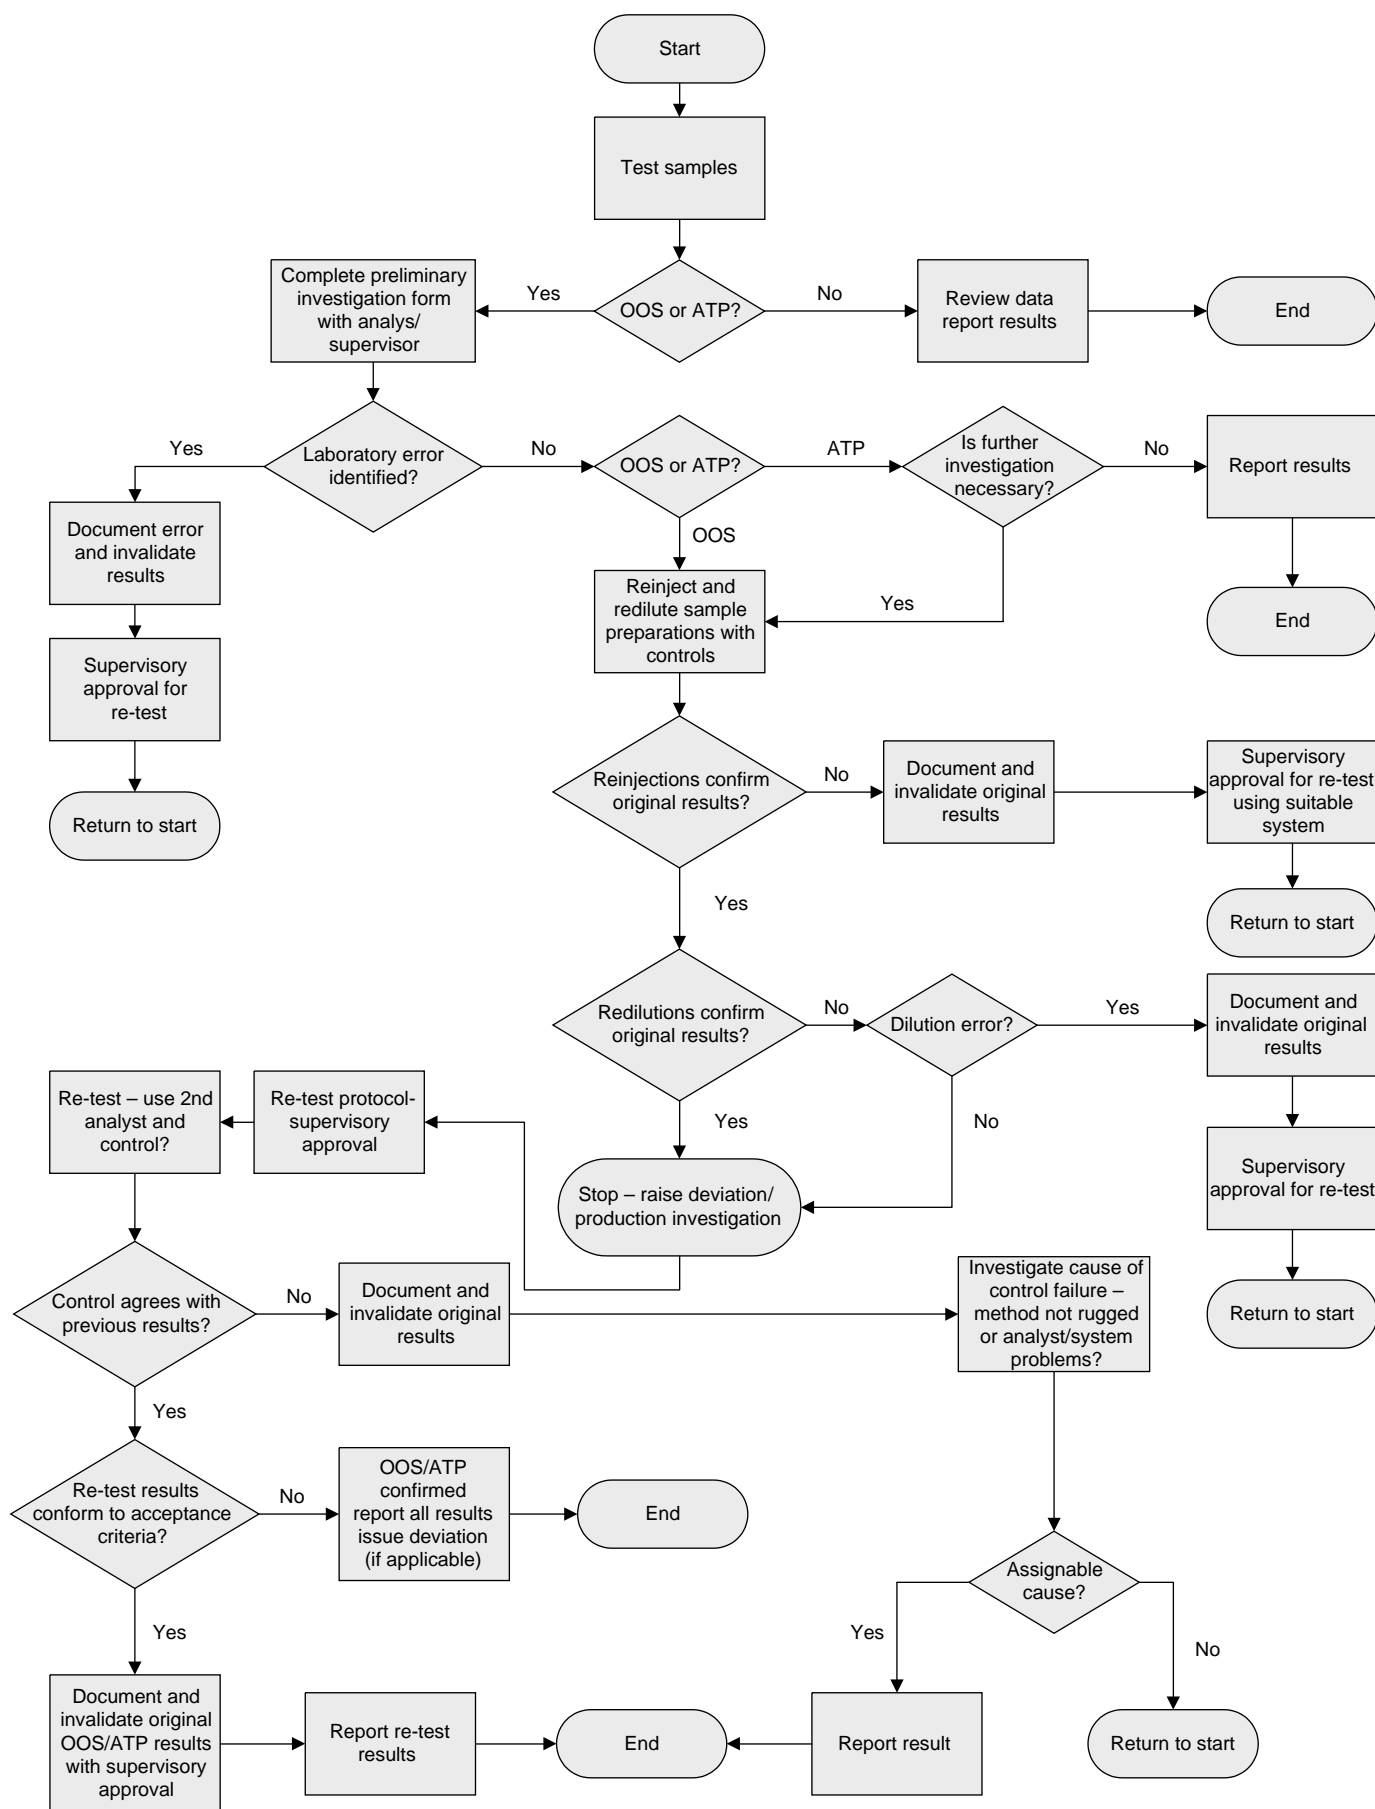 Start
Test samples
Complete preliminary
investigation form
with analys/
supervisor
Yes
OOS or ATP?
No
Review data
report results
End
Yes
Laboratory error
identified?
No
OOS or ATP?
ATP
Is further
investigation
necessary?
No
Report results
Document error
and invalidate
results
OOS
Reinject and
redilute sample
preparations with
controls
Yes
End
Supervisory
approval for
re-test
Return to start
Reinjections confirm
original results?
No
Document and
invalidate original
results
Supervisory
approval for re-test
using suitable
system
Yes
Return to start
Redilutions confirm
original results?
No
Dilution error?
Yes
Document and
invalidate original
results
Re-test – use 2nd
analyst and
control?
Re-test protocol-
supervisory
approval
Yes
No
Stop – raise deviation/
production investigation
Supervisory
approval for re-test
Control agrees with
previous results?
No
Document and
invalidate original
results
Investigate cause of
control failure –
method not rugged
or analyst/system
problems?
Return to start
Yes
Re-test results
conform to acceptance
criteria?
No
OOS/ATP
confirmed
report all results
issue deviation
(if applicable)
End
Assignable
cause?
Yes
Yes
No
Document and
invalidate original
OOS/ATP results
with supervisory
approval
Report re-test
results
End
Report result
Return to start